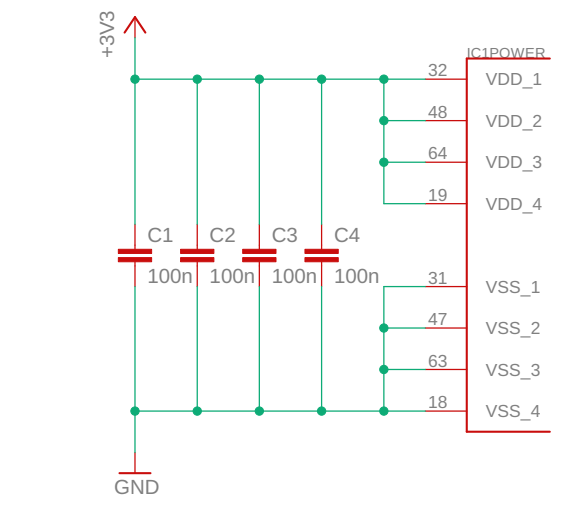 +3V3
IC1POWER
32 VDD_1
48 VDD_2
64 VDD_3
19 VDD_4
C1 C2 C3 C4
100n 100n 100n 100n
31 VSS_1
47 VSS_2
63 VSS_3
18 VSS_4
GND